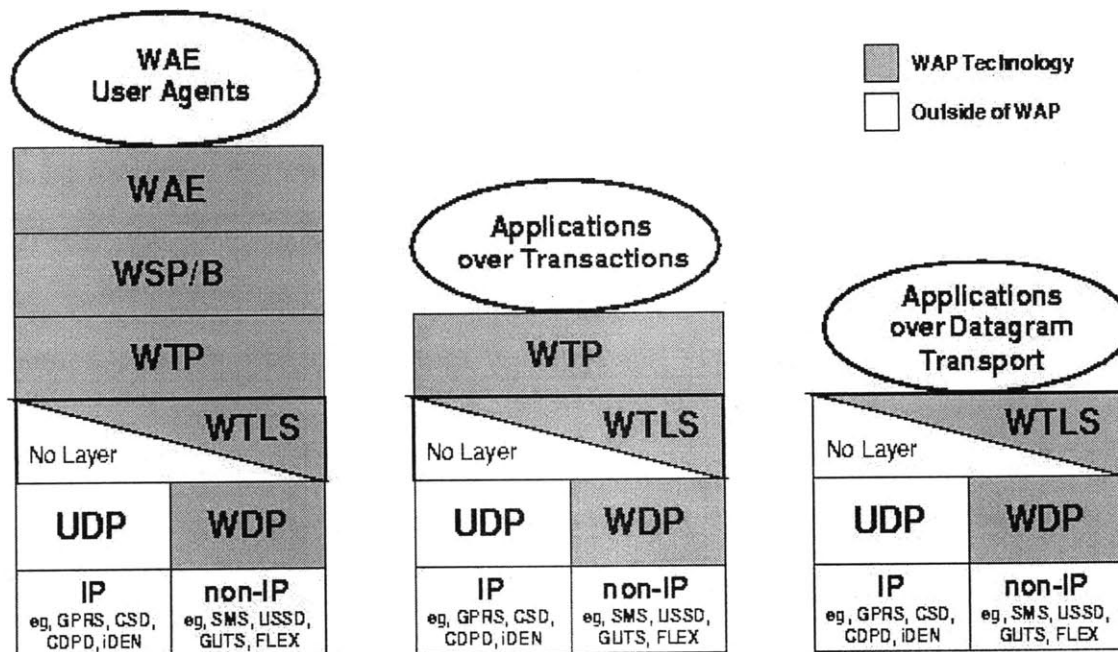 WAE
User Agents
WAE
WSP/B
WTP
WTLS
No Layer
UDP
WDP
IP
eg, GPRS, CSD,
CDPD, iDEN
non-IP
eg, SMS, USSD,
GUTS, FLEX
Applications
over Transactions
WTP
WTLS
No Layer
UDP
WDP
IP
eg, GPRS, CSD,
CDPD, iDEN
non-IP
eg, SMS, USSD,
GUTS, FLEX
WAP Technology
Outside of WAP
Applications
over Datagram
Transport
WTLS
No Layer
UDP
WDP
IP
eg, GPRS, CSD,
CDPD, iDEN
non-IP
eg, SMS, USSD,
GUTS, FLEX